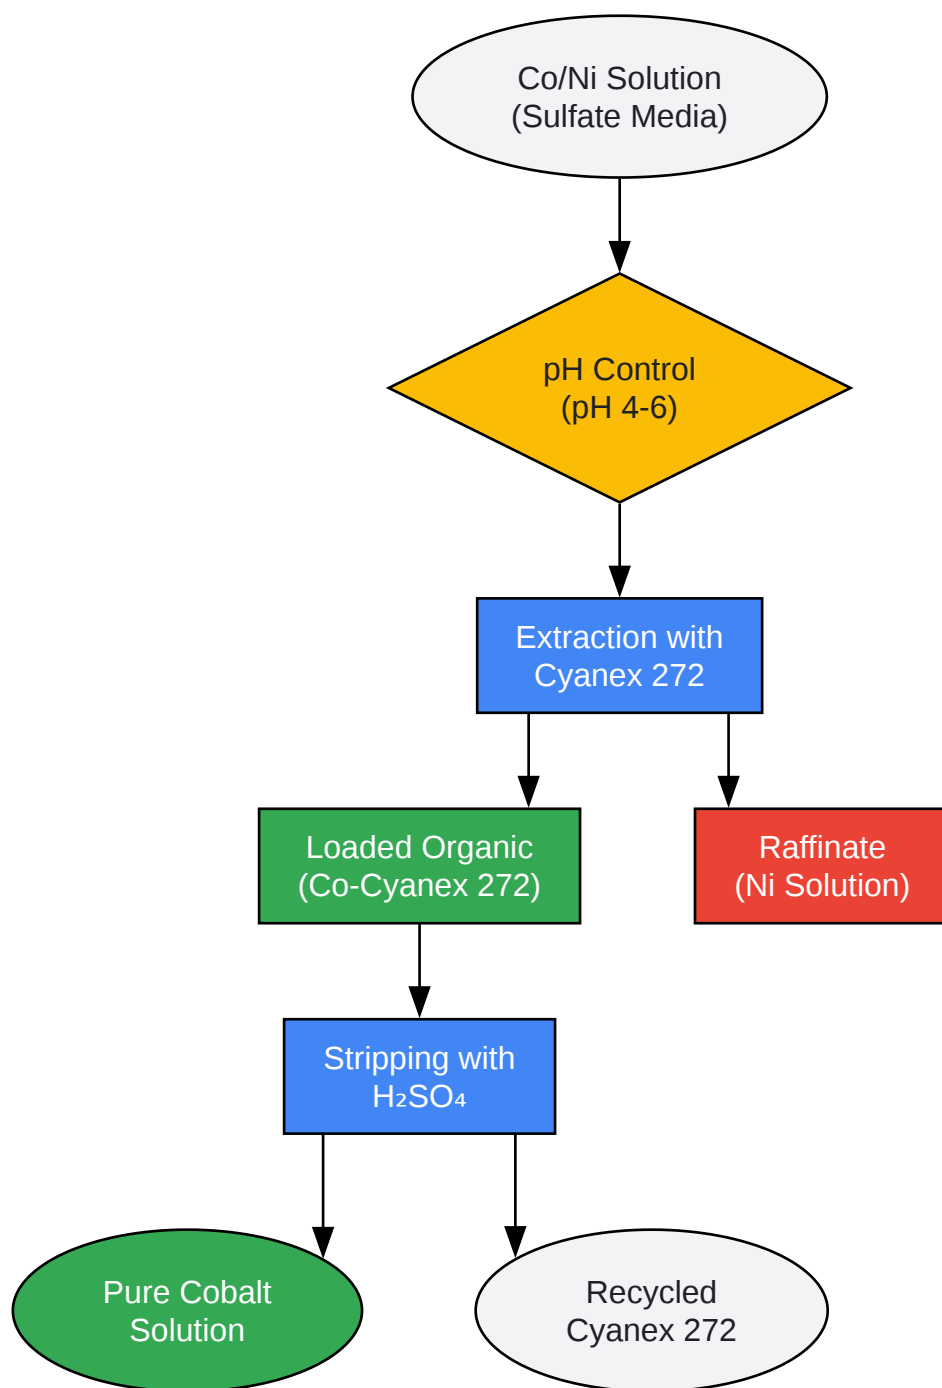 Co/Ni Solution
(Sulfate Media)
pH Control
(pH 4-6)
Extraction with
Cyanex 272
Loaded Organic
(Co-Cyanex 272)
Raffinate
(Ni Solution)
Stripping with
H₂SO₄
Pure Cobalt
Solution
Recycled
Cyanex 272